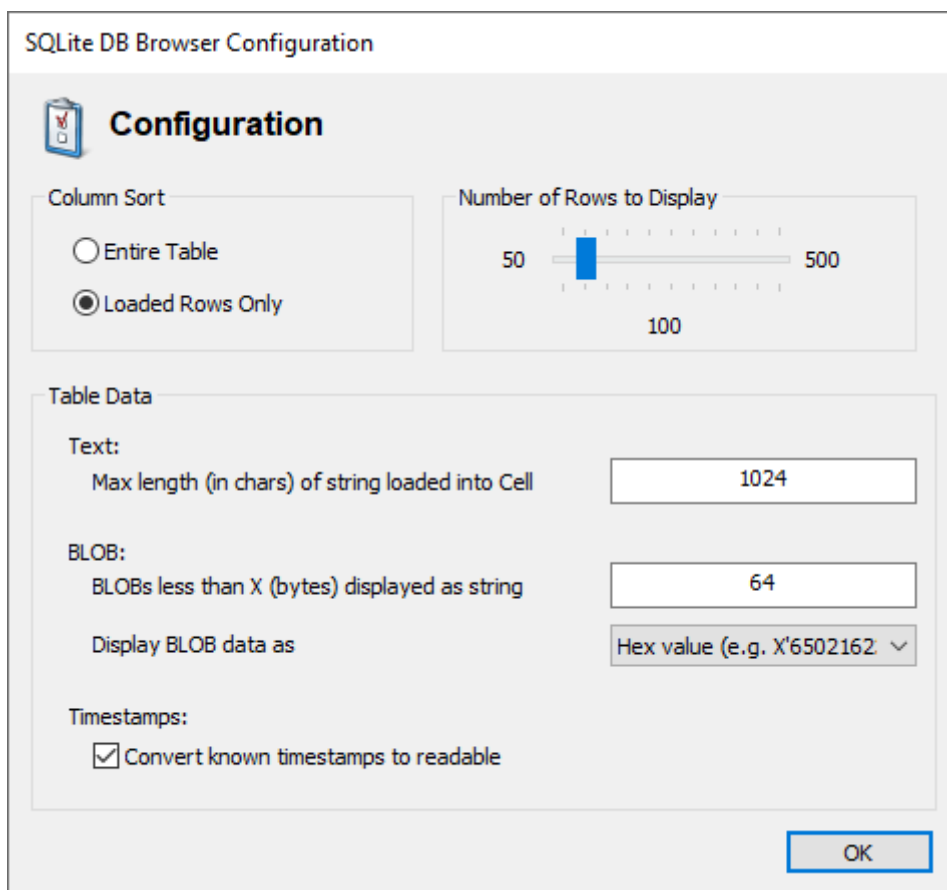 SQLite DB Browser Configuration
Configuration
Column Sort
Entire Table
Loaded Rows Only
Number of Rows to Display
50
500
100
Table Data
Text:
Max length (in chars) of string loaded into Cell
1024
BLOB:
BLOBs less than X (bytes) displayed as string
64
Display BLOB data as
Hex value (e.g. X'6502162
Timestamps:
Convert known timestamps to readable
OK